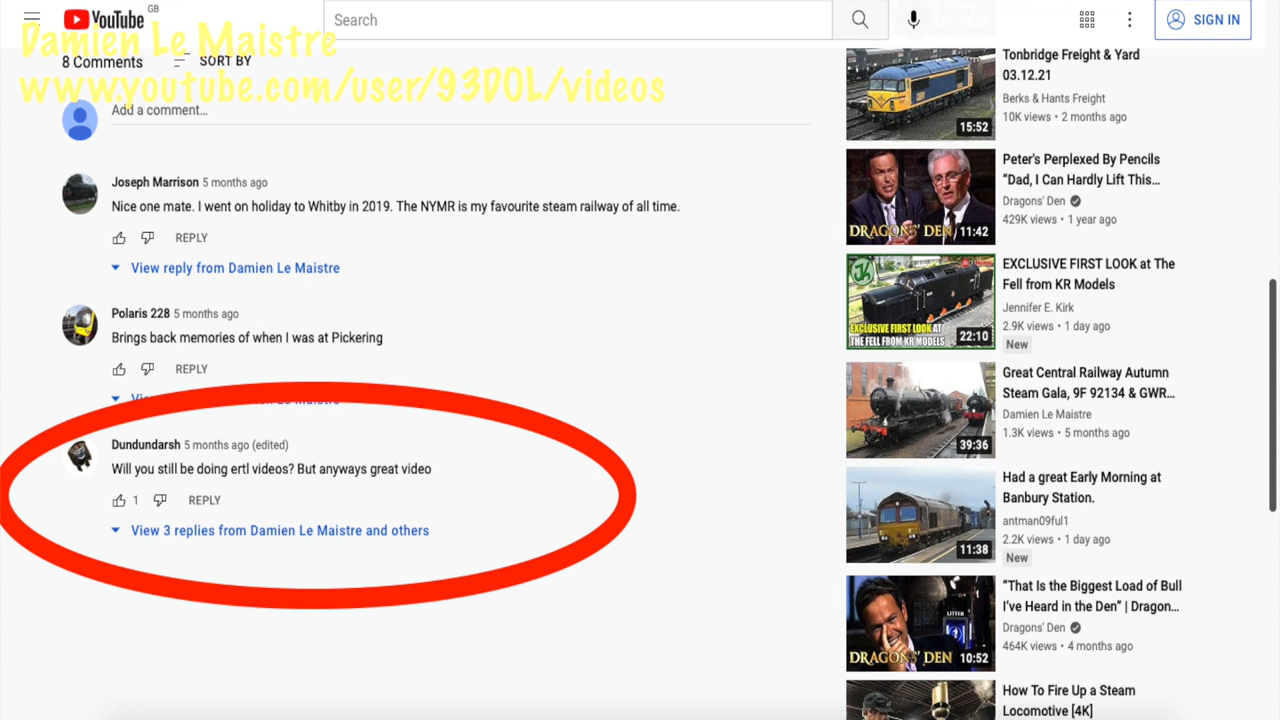 YouTube GB
Search
SIGN IN
Damien Le Maistre
www.youtube.com/user/93DOL/videos
8 Comments SORT BY
Add a comment...
Joseph Marrison 5 months ago
Nice one mate. I went on holiday to Whitby in 2019. The NYMR is my favourite steam railway of all time.
REPLY
View reply from Damien Le Maistre
Polaris 228 5 months ago
Brings back memories of when I was at Pickering
REPLY
Dundundarsh 5 months ago (edited)
Will you still be doing ertl videos? But anyways great video
1 REPLY
View 3 replies from Damien Le Maistre and others
15:52
Tonbridge Freight & Yard
03.12.21
Berks & Hants Freight
10K views • 2 months ago
DRAGONS' DEN 11:42
Peter's Perplexed By Pencils
“Dad, I Can Hardly Lift This...
Dragons' Den
429K views • 1 year ago
EXCLUSIVE FIRST LOOK AT
THE FELL FROM KR MODELS
22:10
EXCLUSIVE FIRST LOOK at The
Fell from KR Models
Jennifer E. Kirk
2.9K views • 1 day ago
New
39:36
Great Central Railway Autumn
Steam Gala, 9F 92134 & GWR...
Damien Le Maistre
1.3K views • 5 months ago
11:38
Had a great Early Morning at
Banbury Station.
antman09ful1
2.2K views • 1 day ago
New
LITTER
DRAGONS' DEN 10:52
“That Is the Biggest Load of Bull
I’ve Heard in the Den” | Dragon...
Dragons' Den
464K views • 4 months ago
How To Fire Up a Steam
Locomotive [4K]